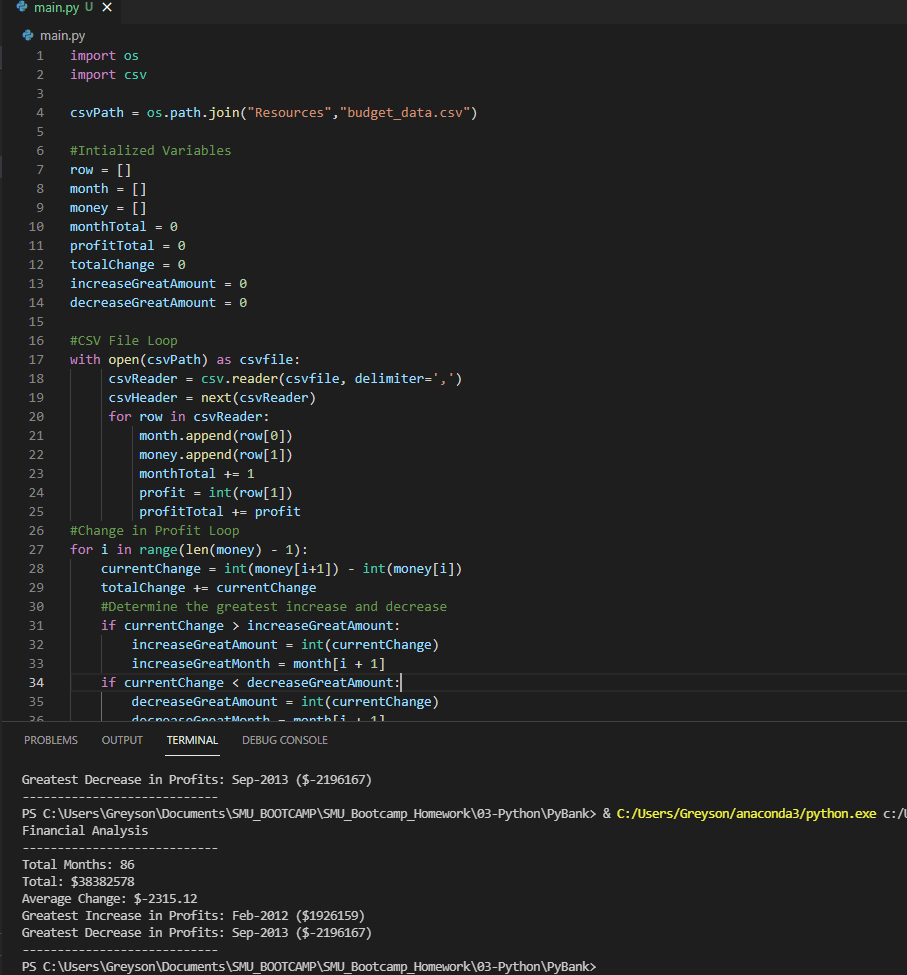 main.py U
main.py
1 import os
2 import csv
3
4 csvPath = os.path.join("Resources","budget_data.csv")
5
6 #Intialized Variables
7 row = []
8 month = []
9 money = []
10 monthTotal = 0
11 profitTotal = 0
12 totalChange = 0
13 increaseGreatAmount = 0
14 decreaseGreatAmount = 0
15
16 #CSV File Loop
17 with open(csvPath) as csvfile:
18 csvReader = csv.reader(csvfile, delimiter=',')
19 csvHeader = next(csvReader)
20 for row in csvReader:
21 month.append(row[0])
22 money.append(row[1])
23 monthTotal += 1
24 profit = int(row[1])
25 profitTotal += profit
26 #Change in Profit Loop
27 for i in range(len(money) - 1):
28 currentChange = int(money[i+1]) - int(money[i])
29 totalChange += currentChange
30 #Determine the greatest increase and decrease
31 if currentChange > increaseGreatAmount:
32 increaseGreatAmount = int(currentChange)
33 increaseGreatMonth = month[i + 1]
34 if currentChange < decreaseGreatAmount:
35 decreaseGreatAmount = int(currentChange)
36 decreaseGreatMonth = month[i + 1]
PROBLEMS OUTPUT TERMINAL DEBUG CONSOLE
Greatest Decrease in Profits: Sep-2013 ($-2196167)
----------------------------
PS C:\Users\Greyson\Documents\SMU_BOOTCAMP\SMU_Bootcamp_Homework\03-Python\PyBank> & C:/Users/Greyson/anaconda3/python.exe c:/U
Financial Analysis
----------------------------
Total Months: 86
Total: $38382578
Average Change: $-2315.12
Greatest Increase in Profits: Feb-2012 ($1926159)
Greatest Decrease in Profits: Sep-2013 ($-2196167)
----------------------------
PS C:\Users\Greyson\Documents\SMU_BOOTCAMP\SMU_Bootcamp_Homework\03-Python\PyBank>